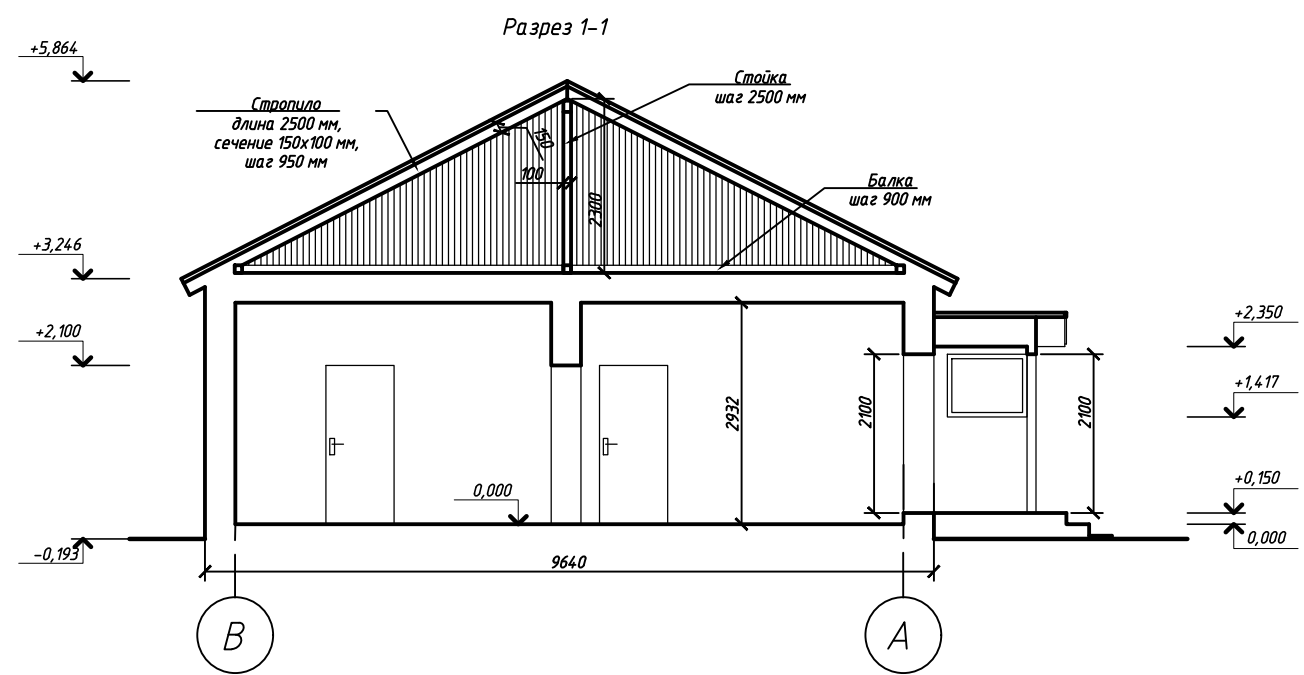 Разрез 1-1
+5,864
Стойка
шаг 2500 мм
Стропило
длина 2500 мм,
сечение 150х100 мм,
шаг 950 мм
150
100
Балка
шаг 900 мм
2300
+3,246
+2,100
+2,350
+1,417
2932
2100
2100
+0,150
0,000
0,000
-0,193
9640
В
А